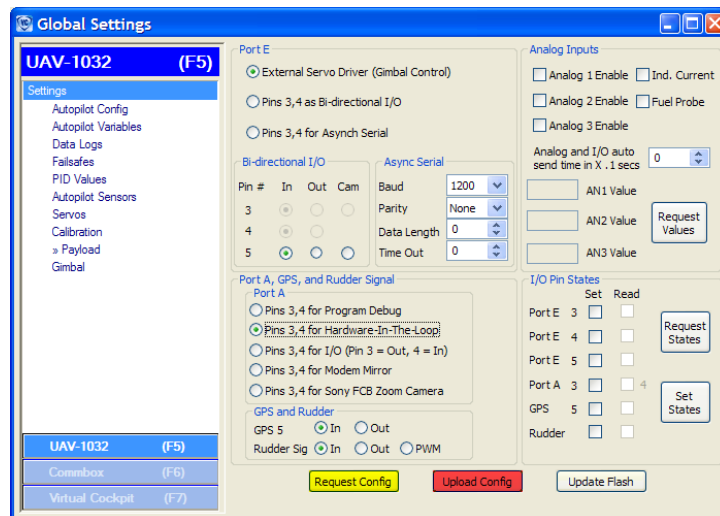 Global Settings
UAV-1032 (F5)
Settings
Autopilot Config
Autopilot Variables
Data Logs
Failsafes
PID Values
Autopilot Sensors
Servos
Calibration
» Payload
Gimbal
UAV-1032 (F5)
Commbox (F6)
Virtual Cockpit (F7)
Port E
External Servo Driver (Gimbal Control)
Pins 3,4 as Bi-directional I/O
Pins 3,4 for Asynch Serial
Bi-directional I/O
Pin # In Out Cam
3
4
5
Async Serial
Baud 1200
Parity None
Data Length 0
Time Out 0
Analog Inputs
Analog 1 Enable Ind. Current
Analog 2 Enable Fuel Probe
Analog 3 Enable
Analog and I/O auto
send time in X .1 secs 0
AN1 Value
AN2 Value
AN3 Value
Request
Values
Port A, GPS, and Rudder Signal
Port A
Pins 3,4 for Program Debug
Pins 3,4 for Hardware-In-The-Loop
Pins 3,4 for I/O (Pin 3 = Out, 4 = In)
Pins 3,4 for Modem Mirror
Pins 3,4 for Sony FCB Zoom Camera
GPS and Rudder
GPS 5 In Out
Rudder Sig In Out PWM
I/O Pin States
Set Read
Port E 3
Port E 4
Port E 5
Port A 3 4
GPS 5
Rudder
Request
States
Set
States
Request Config
Upload Config
Update Flash